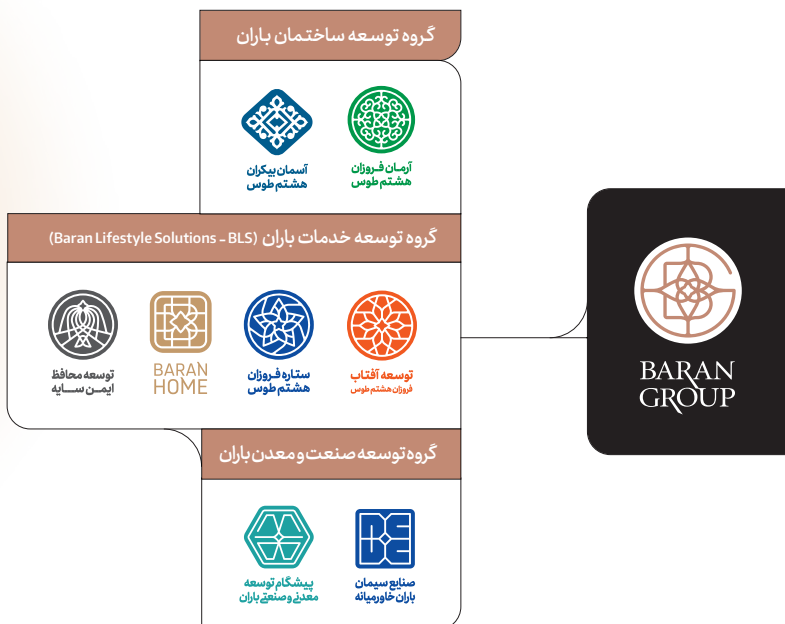 گروه توسعه ساختمان باران
آرمان فروزان
هشتم طوس
آسمان بیکران
هشتم طوس
گروه توسعه خدمات باران (Baran Lifestyle Solutions - BLS)
توسعه آفتاب
فروزان هشتم طوس
ستاره فروزان
هشتم طوس
BARAN
HOME
توسعه محافظ
ایمن سایه
گروه توسعه صنعت و معدن باران
صنایع سیمان
باران خاورمیانه
پیشگام توسعه
معدنی و صنعتی باران
BARAN
GROUP